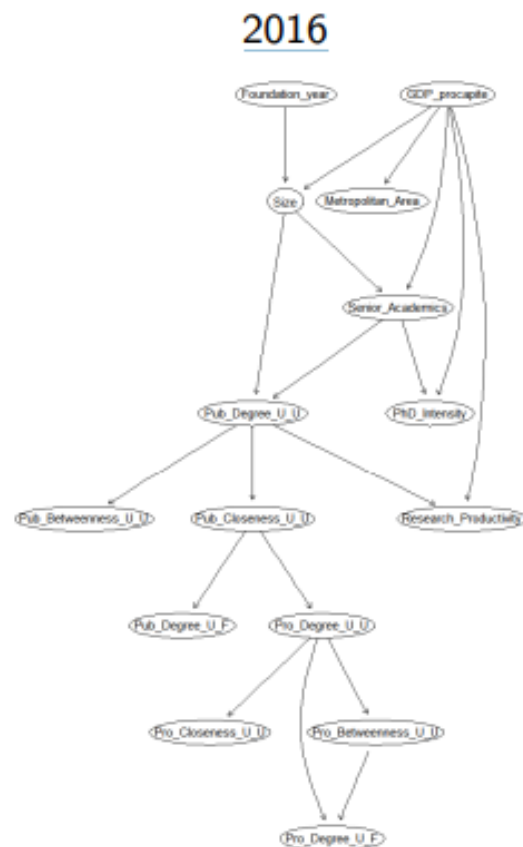 2016
Foundation_year GDP_procapite
Size Metropolitan_Area
Senior_Academics
Pub_Degree_U_U PhD_Intensity
Pub_Betweenness_U_U Pub_Closeness_U_U Research_Productivity
Pub_Degree_U_F Pro_Degree_U_U
Pro_Closeness_U_U Pro_Betweenness_U_U
Pro_Degree_U_F